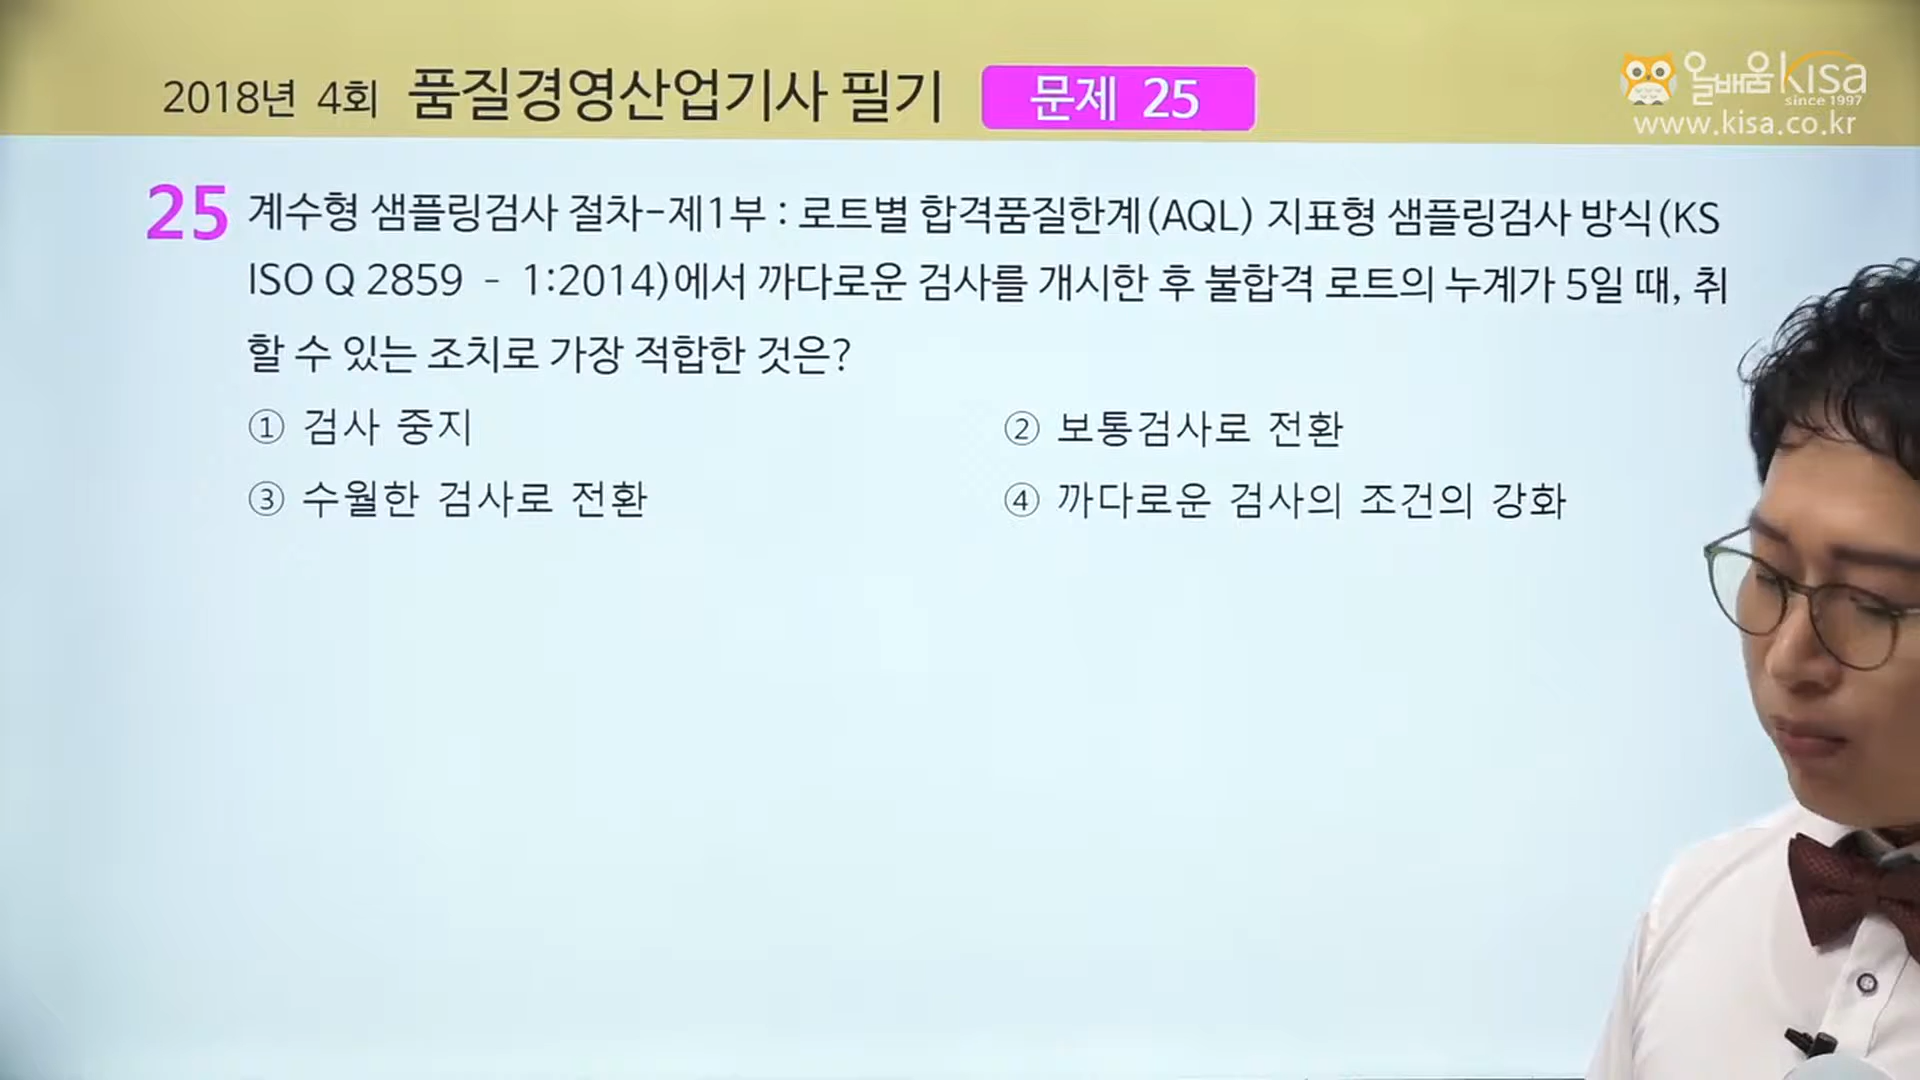 2018년 4회 품질경영산업기사 필기 문제 25
올배움 kisa
since 1997
www.kisa.co.kr
25 계수형 샘플링검사 절차-제1부 : 로트별 합격품질한계(AQL) 지표형 샘플링검사 방식(KS
ISO Q 2859 - 1:2014)에서 까다로운 검사를 개시한 후 불합격 로트의 누계가 5일 때, 취
할 수 있는 조치로 가장 적합한 것은?
① 검사 중지
② 보통검사로 전환
③ 수월한 검사로 전환
④ 까다로운 검사의 조건의 강화